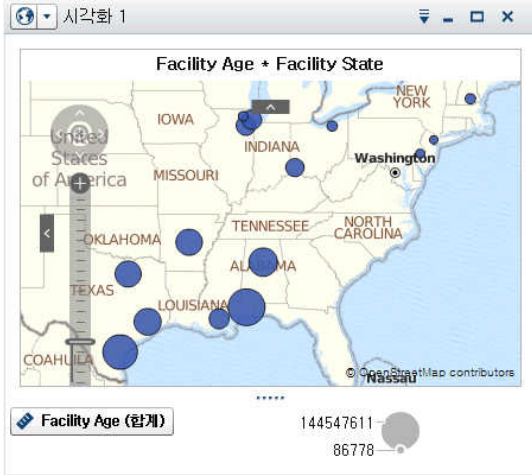 시각화 1
Facility Age * Facility State
NEW
YORK
IOWA
INDIANA
United
States
of America
Washington
MISSOURI
TENNESSEE
NORTH
CAROLINA
OKLAHOMA
ALABAMA
TEXAS
LOUISIANA
COAHUILA
© OpenStreetMap contributors
Nassau
Facility Age (합계)
144547611
86778